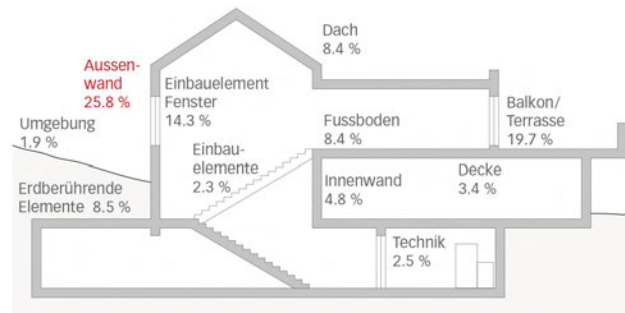 Dach
8.4 %
Aussen-
wand
25.8 %
Einbauelement
Fenster
14.3 %
Balkon/
Terrasse
19.7 %
Umgebung
1.9 %
Fussboden
8.4 %
Einbau-
elemente
2.3 %
Innenwand
4.8 %
Decke
3.4 %
Erdberührende
Elemente 8.5 %
Technik
2.5 %